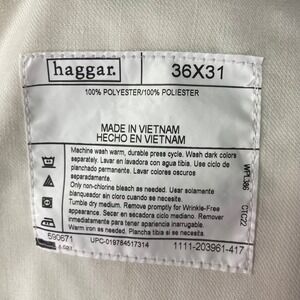 haggar.
36X31
100% POLYESTER/100% POLIESTER
MADE IN VIETNAM
HECHO EN VIETNAM
Machine wash warm, durable press cycle. Wash dark colors
separately. Lavar en lavadora con agua tibia. Use ciclo de
planchado permanente. Lavar colores oscuros
separadamente.
Only non-chlorine bleach as needed. Usar solamente
blanqueador sin cloro cuando se necesite.
Tumble dry medium. Remove promptly for Wrinkle-Free
appearance. Secar en secadora ciclo mediano. Remover
immediatamente para tener apariencia inarrugable.
Warm iron as needed. Plancha tibia si se necesita.
WPL386 C1C22
590671
UPC-019784517314
1111-203961-417